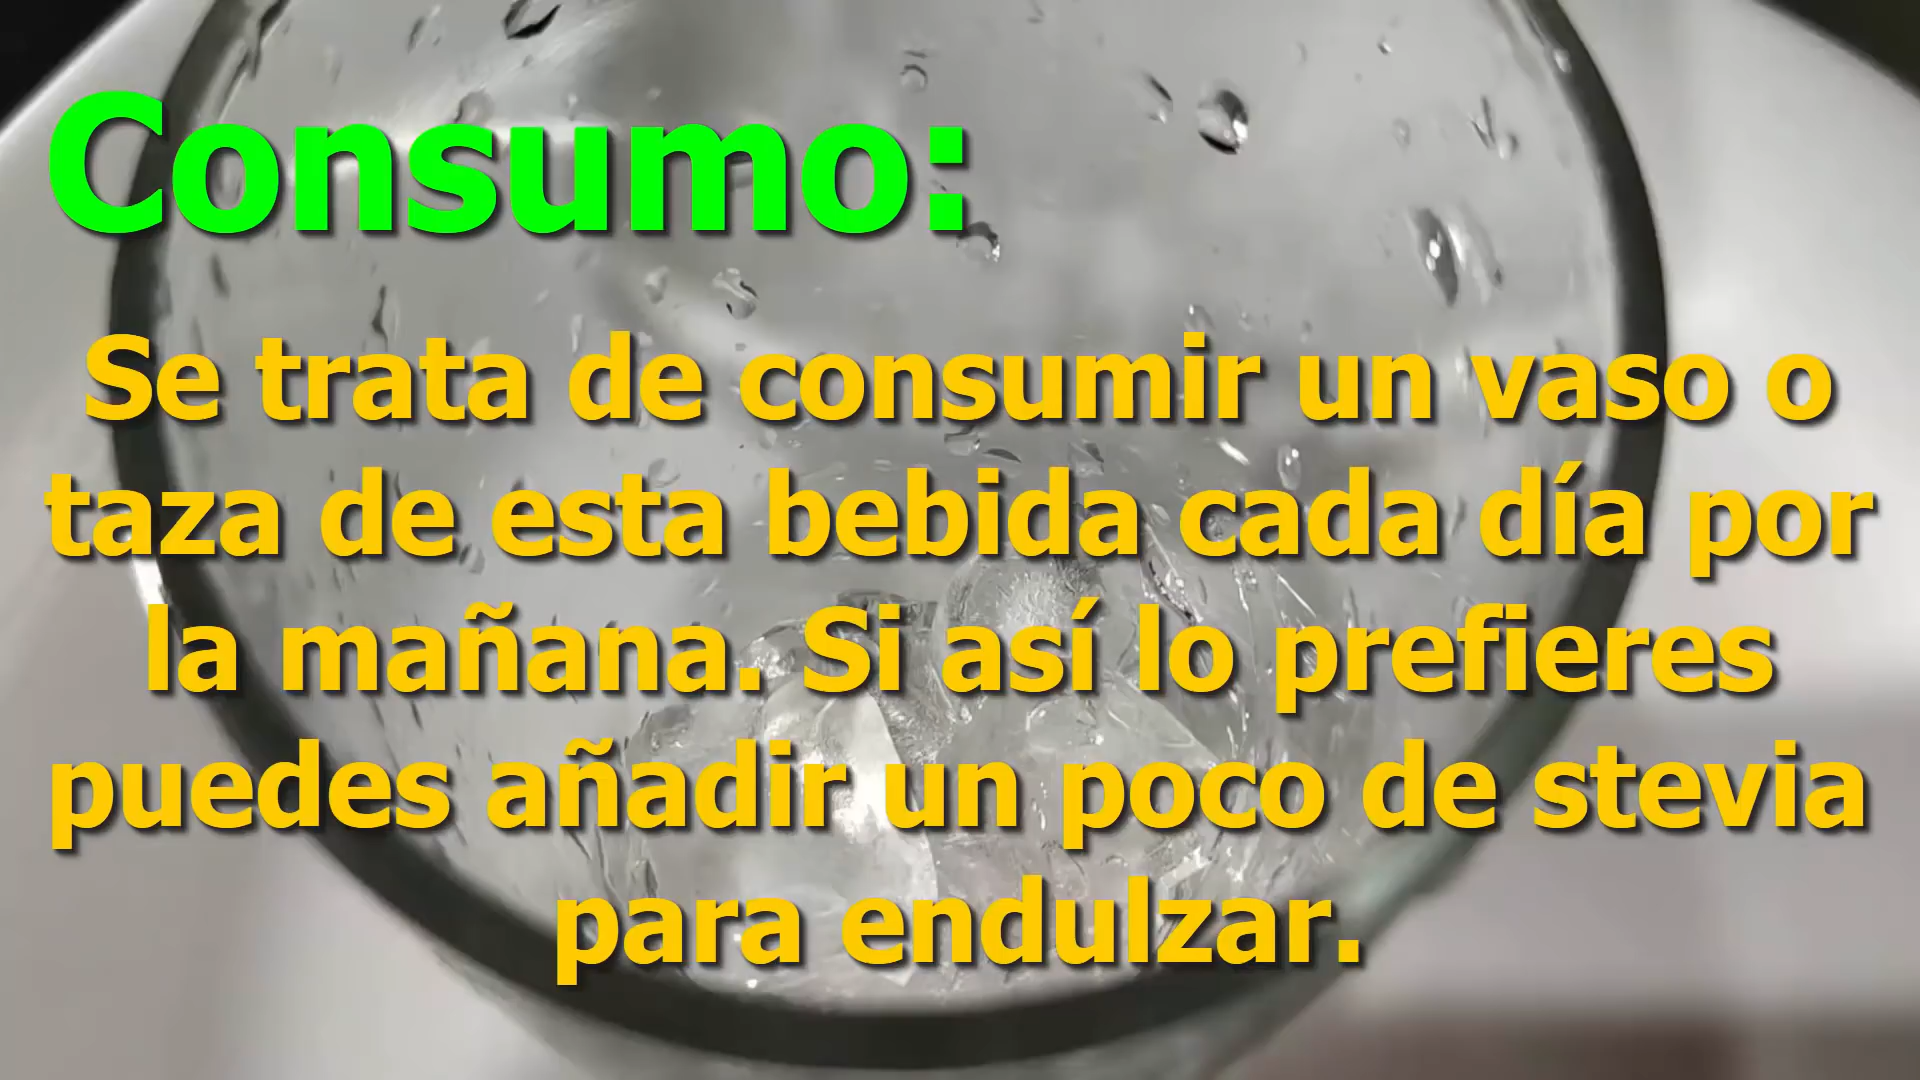 Consumo:
Se trata de consumir un vaso o
taza de esta bebida cada día por
la mañana. Si así lo prefieres
puedes añadir un poco de stevia
para endulzar.